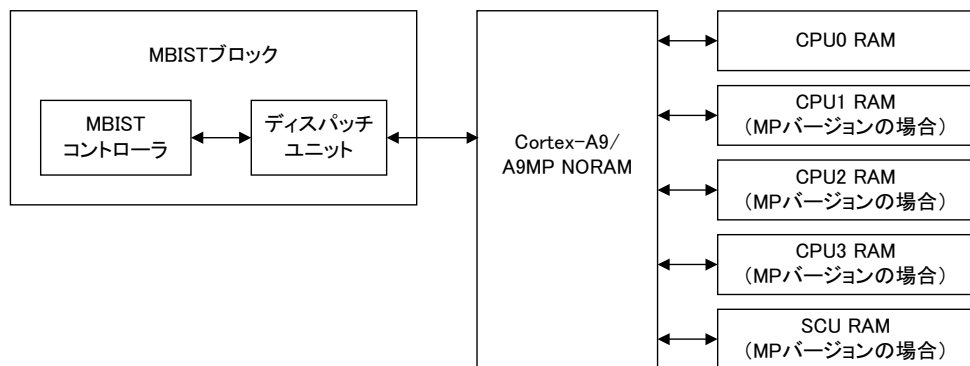 MBISTブロック
MBIST
コントローラ
ディスパッチ
ユニット
Cortex-A9/
A9MP NORAM
CPU0 RAM
CPU1 RAM
(MPバージョンの場合)
CPU2 RAM
(MPバージョンの場合)
CPU3 RAM
(MPバージョンの場合)
SCU RAM
(MPバージョンの場合)